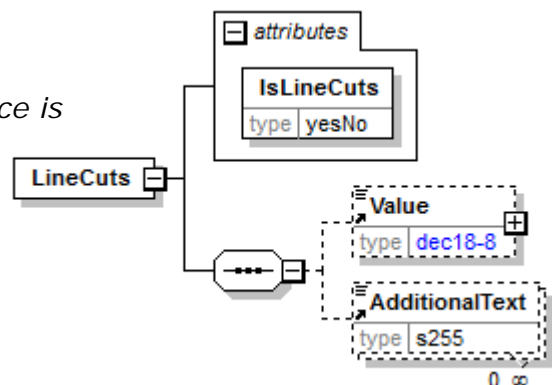 attributes
IsLineCuts
type yesNo
ce is
LineCuts
Value
type dec18-8
AdditionalText
type s255
0..∞